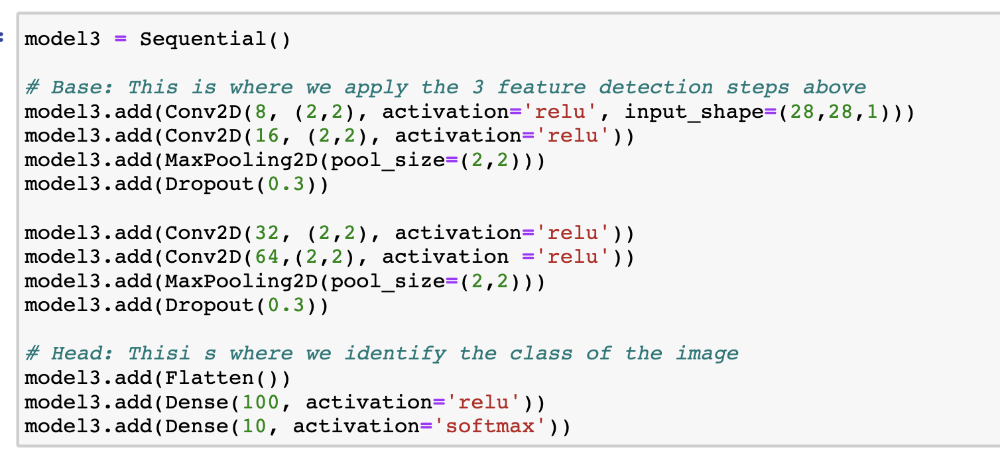 :
model3 = Sequential()
# Base: This is where we apply the 3 feature detection steps above
model3.add(Conv2D(8, (2,2), activation='relu', input_shape=(28,28,1)))
model3.add(Conv2D(16, (2,2), activation='relu'))
model3.add(MaxPooling2D(pool_size=(2,2)))
model3.add(Dropout(0.3))
model3.add(Conv2D(32, (2,2), activation='relu'))
model3.add(Conv2D(64,(2,2), activation ='relu'))
model3.add(MaxPooling2D(pool_size=(2,2)))
model3.add(Dropout(0.3))
# Head: Thisi s where we identify the class of the image
model3.add(Flatten())
model3.add(Dense(100, activation='relu'))
model3.add(Dense(10, activation='softmax'))